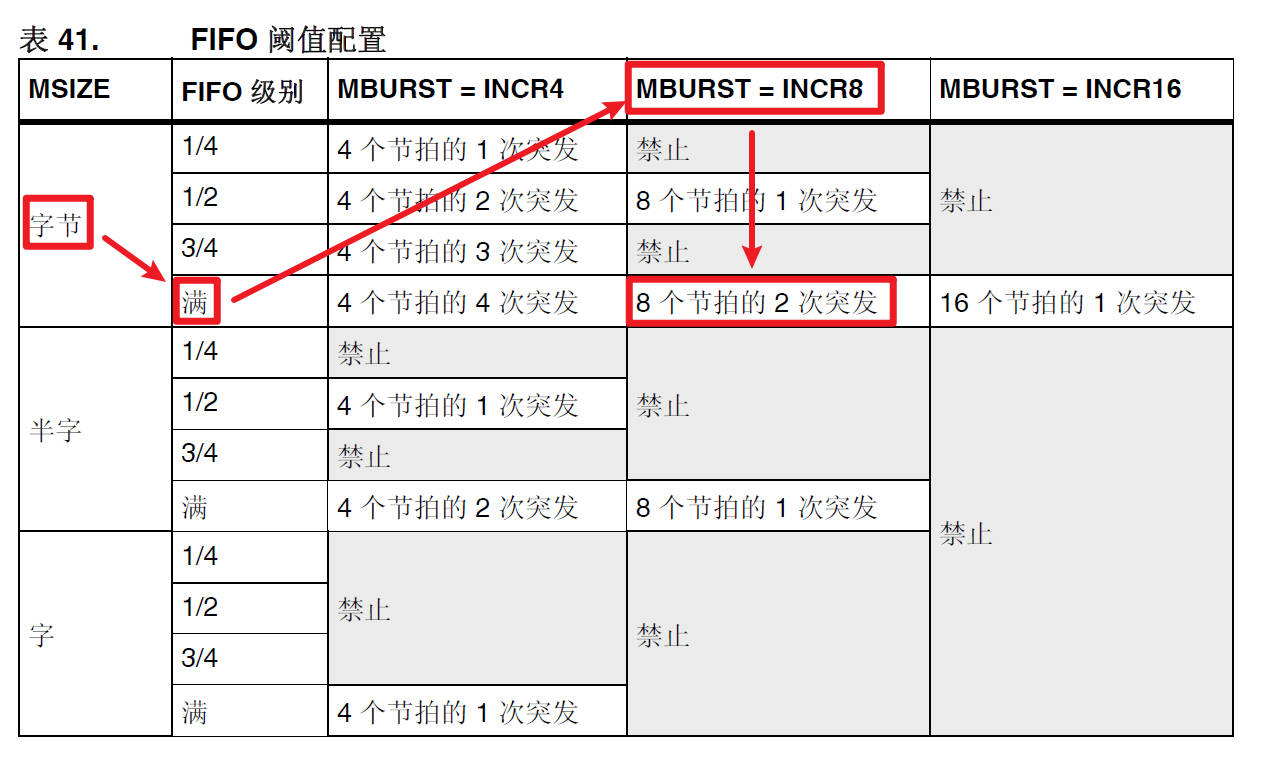 表 41. FIFO 阈值配置
MSIZE FIFO 级别 MBURST = INCR4 MBURST = INCR8 MBURST = INCR16
字节 1/4 4 个节拍的 1 次突发 禁止 禁止
1/2 4 个节拍的 2 次突发 8 个节拍的 1 次突发
3/4 4 个节拍的 3 次突发 禁止
满 4 个节拍的 4 次突发 8 个节拍的 2 次突发 16 个节拍的 1 次突发
半字 1/4 禁止 禁止 禁止
1/2 4 个节拍的 1 次突发
3/4 禁止
满 4 个节拍的 2 次突发 8 个节拍的 1 次突发
字 1/4 禁止 禁止
1/2
3/4
满 4 个节拍的 1 次突发